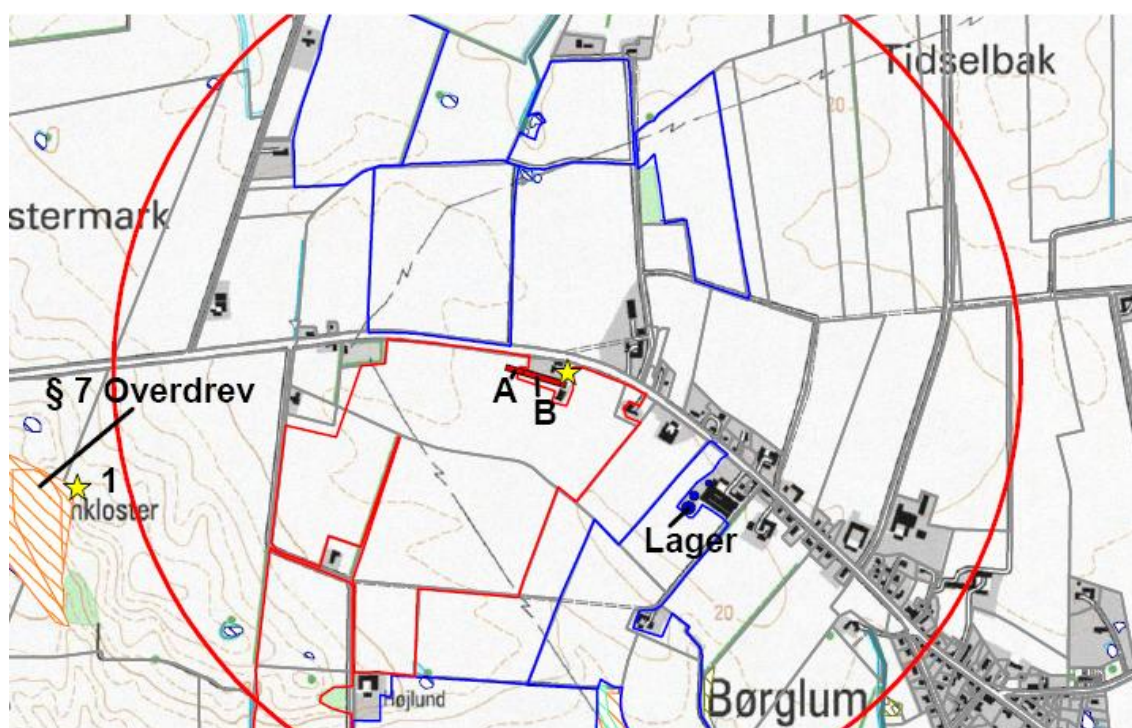 Tidselbak
20
stermark
A
B
§ 7 Overdrev
1
nkloster
Lager
20
Højlund
Børglum